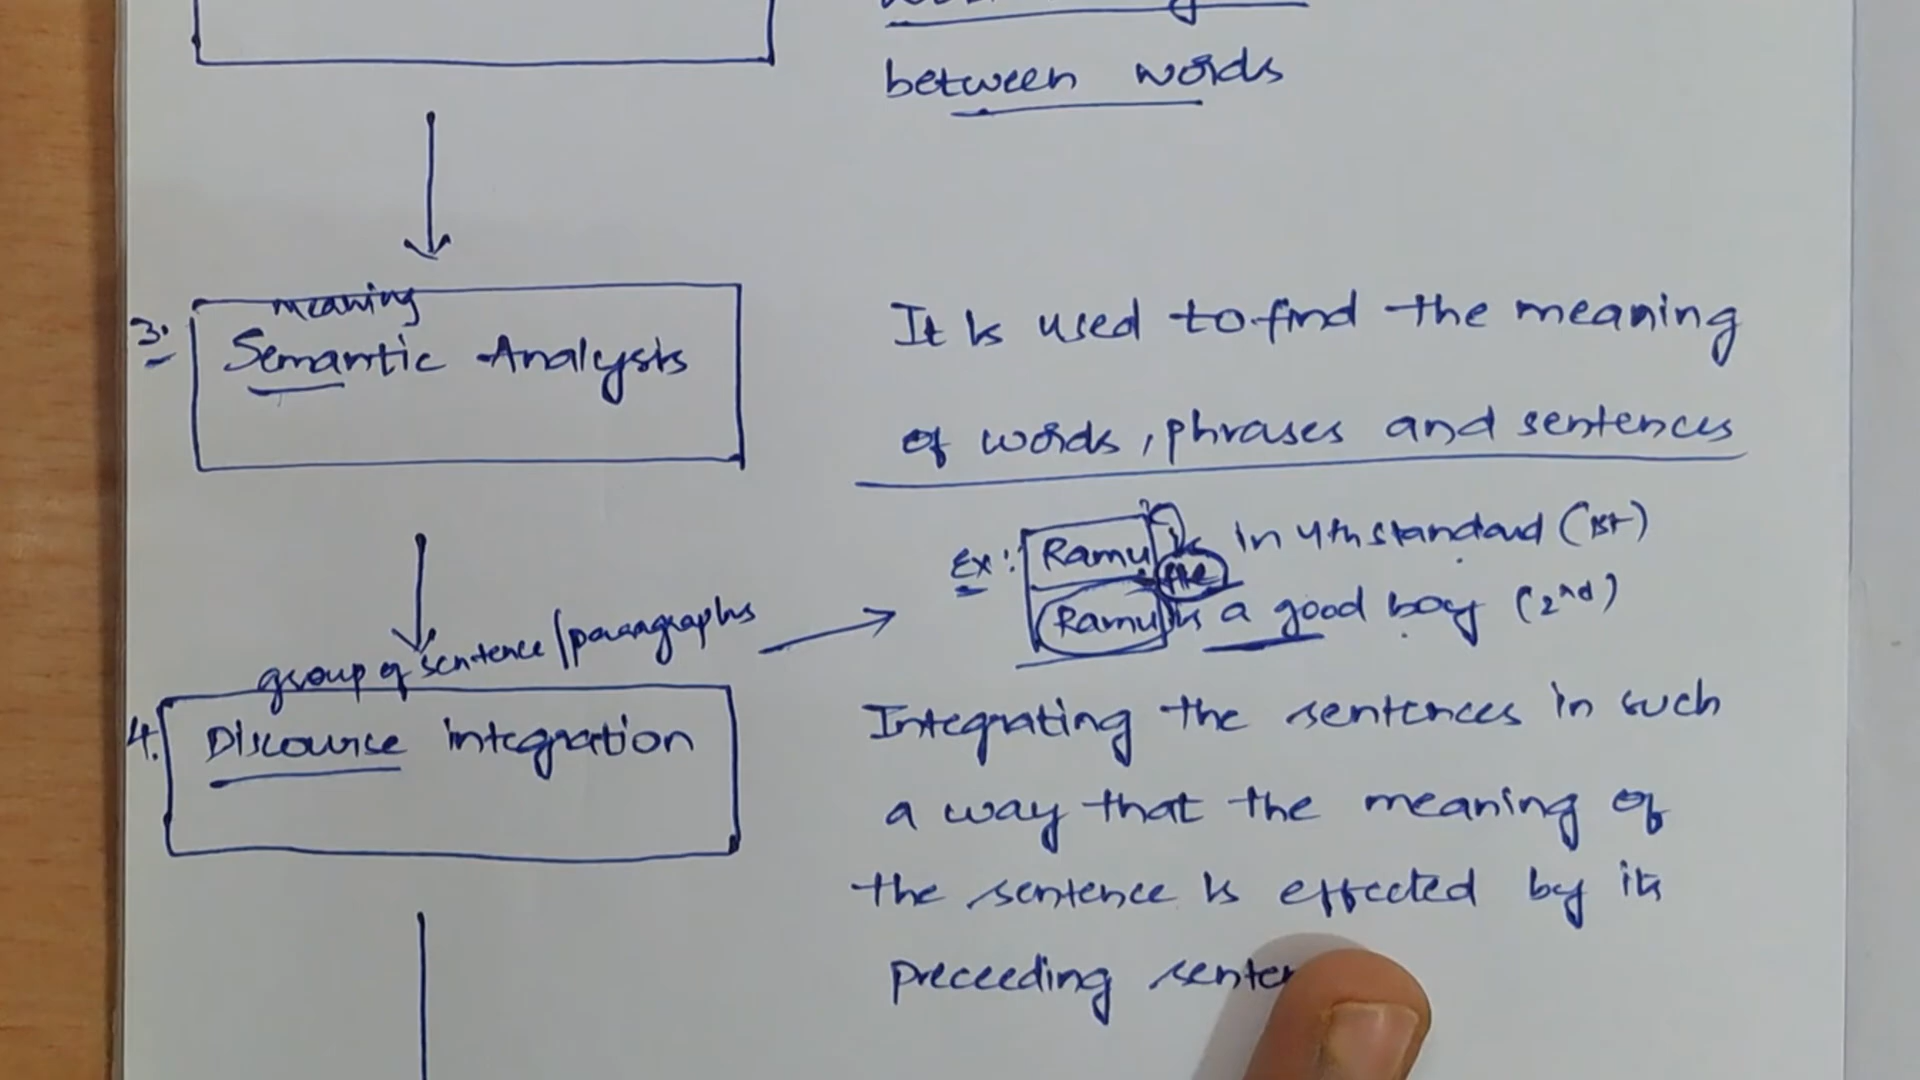 between words
meaning
3. Semantic Analysis
It is used to find the meaning
of words, phrases and sentences
Ex: Ramu is in 4th standard (1st)
He
Ramu is a good boy (2nd)
group of sentence/paragraphs
4. Discourse integration
Integrating the sentences in such
a way that the meaning of
the sentence is effected by its
preceeding